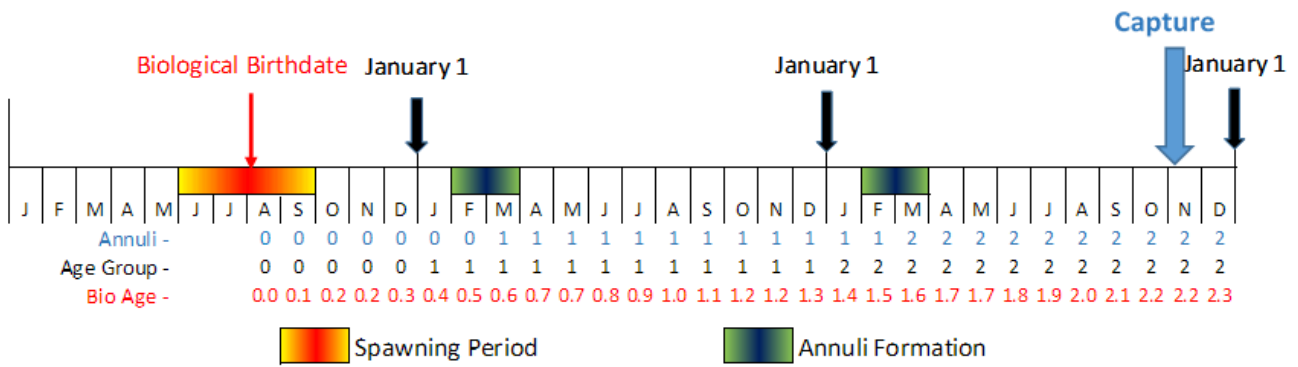 Capture
Biological Birthdate January 1 January 1 January 1
J F M A M J J A S O N D J F M A M J J A S O N D J F M A M J J A S O N D
Annuli - 0 0 0 0 0 0 0 1 1 1 1 1 1 1 1 1 1 1 1 2 2 2 2 2 2 2 2 2 2
Age Group - 0 0 0 0 0 1 1 1 1 1 1 1 1 1 1 1 1 2 2 2 2 2 2 2 2 2 2 2 2
Bio Age - 0.0 0.1 0.2 0.2 0.3 0.4 0.5 0.6 0.7 0.7 0.8 0.9 1.0 1.1 1.2 1.2 1.3 1.4 1.5 1.6 1.7 1.7 1.8 1.9 2.0 2.1 2.2 2.2 2.3
Spawning Period Annuli Formation